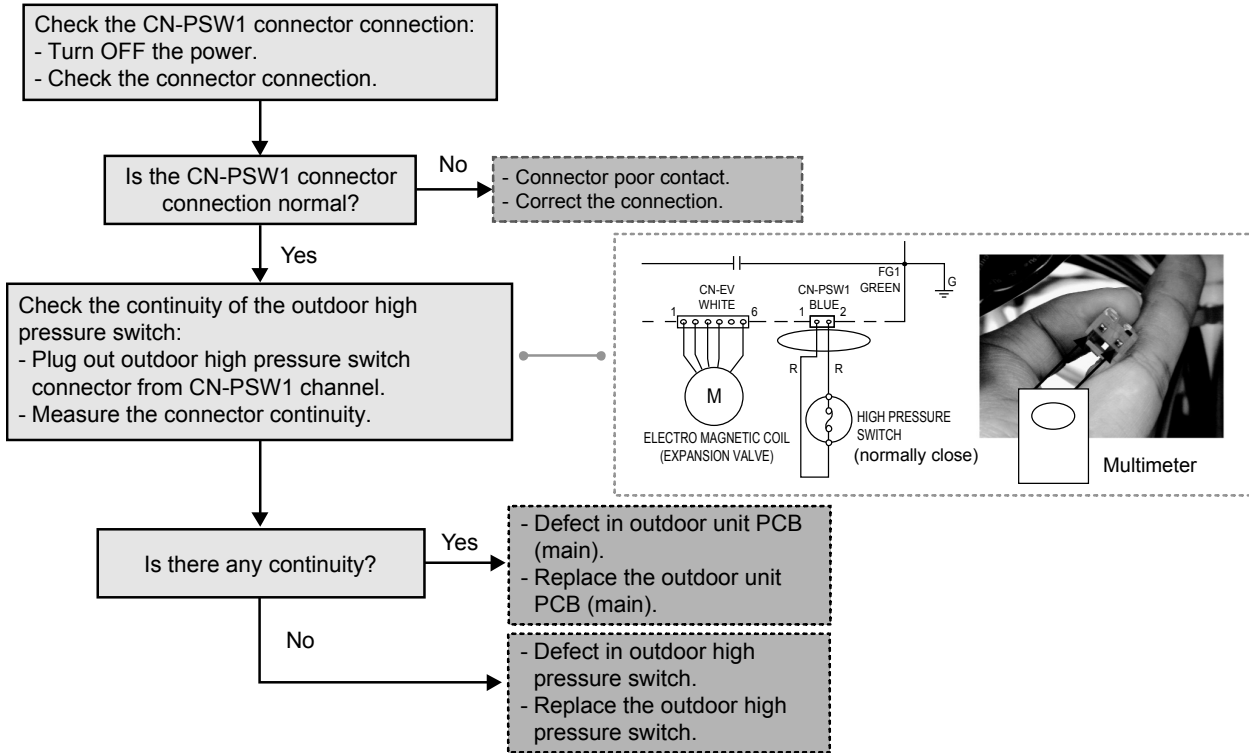 Check the CN-PSW1 connector connection:
- Turn OFF the power.
- Check the connector connection.
Is the CN-PSW1 connector
connection normal?
No
- Connector poor contact.
- Correct the connection.
Yes
Check the continuity of the outdoor high
pressure switch:
- Plug out outdoor high pressure switch
connector from CN-PSW1 channel.
- Measure the connector continuity.
FG1
GREEN
G
CN-EV
WHITE
1
6
CN-PSW1
BLUE
1
2
R
R
M
ELECTRO MAGNETIC COIL
(EXPANSION VALVE)
HIGH PRESSURE
SWITCH
(normally close)
Multimeter
Is there any continuity?
Yes
- Defect in outdoor unit PCB
(main).
- Replace the outdoor unit
PCB (main).
No
- Defect in outdoor high
pressure switch.
- Replace the outdoor high
pressure switch.